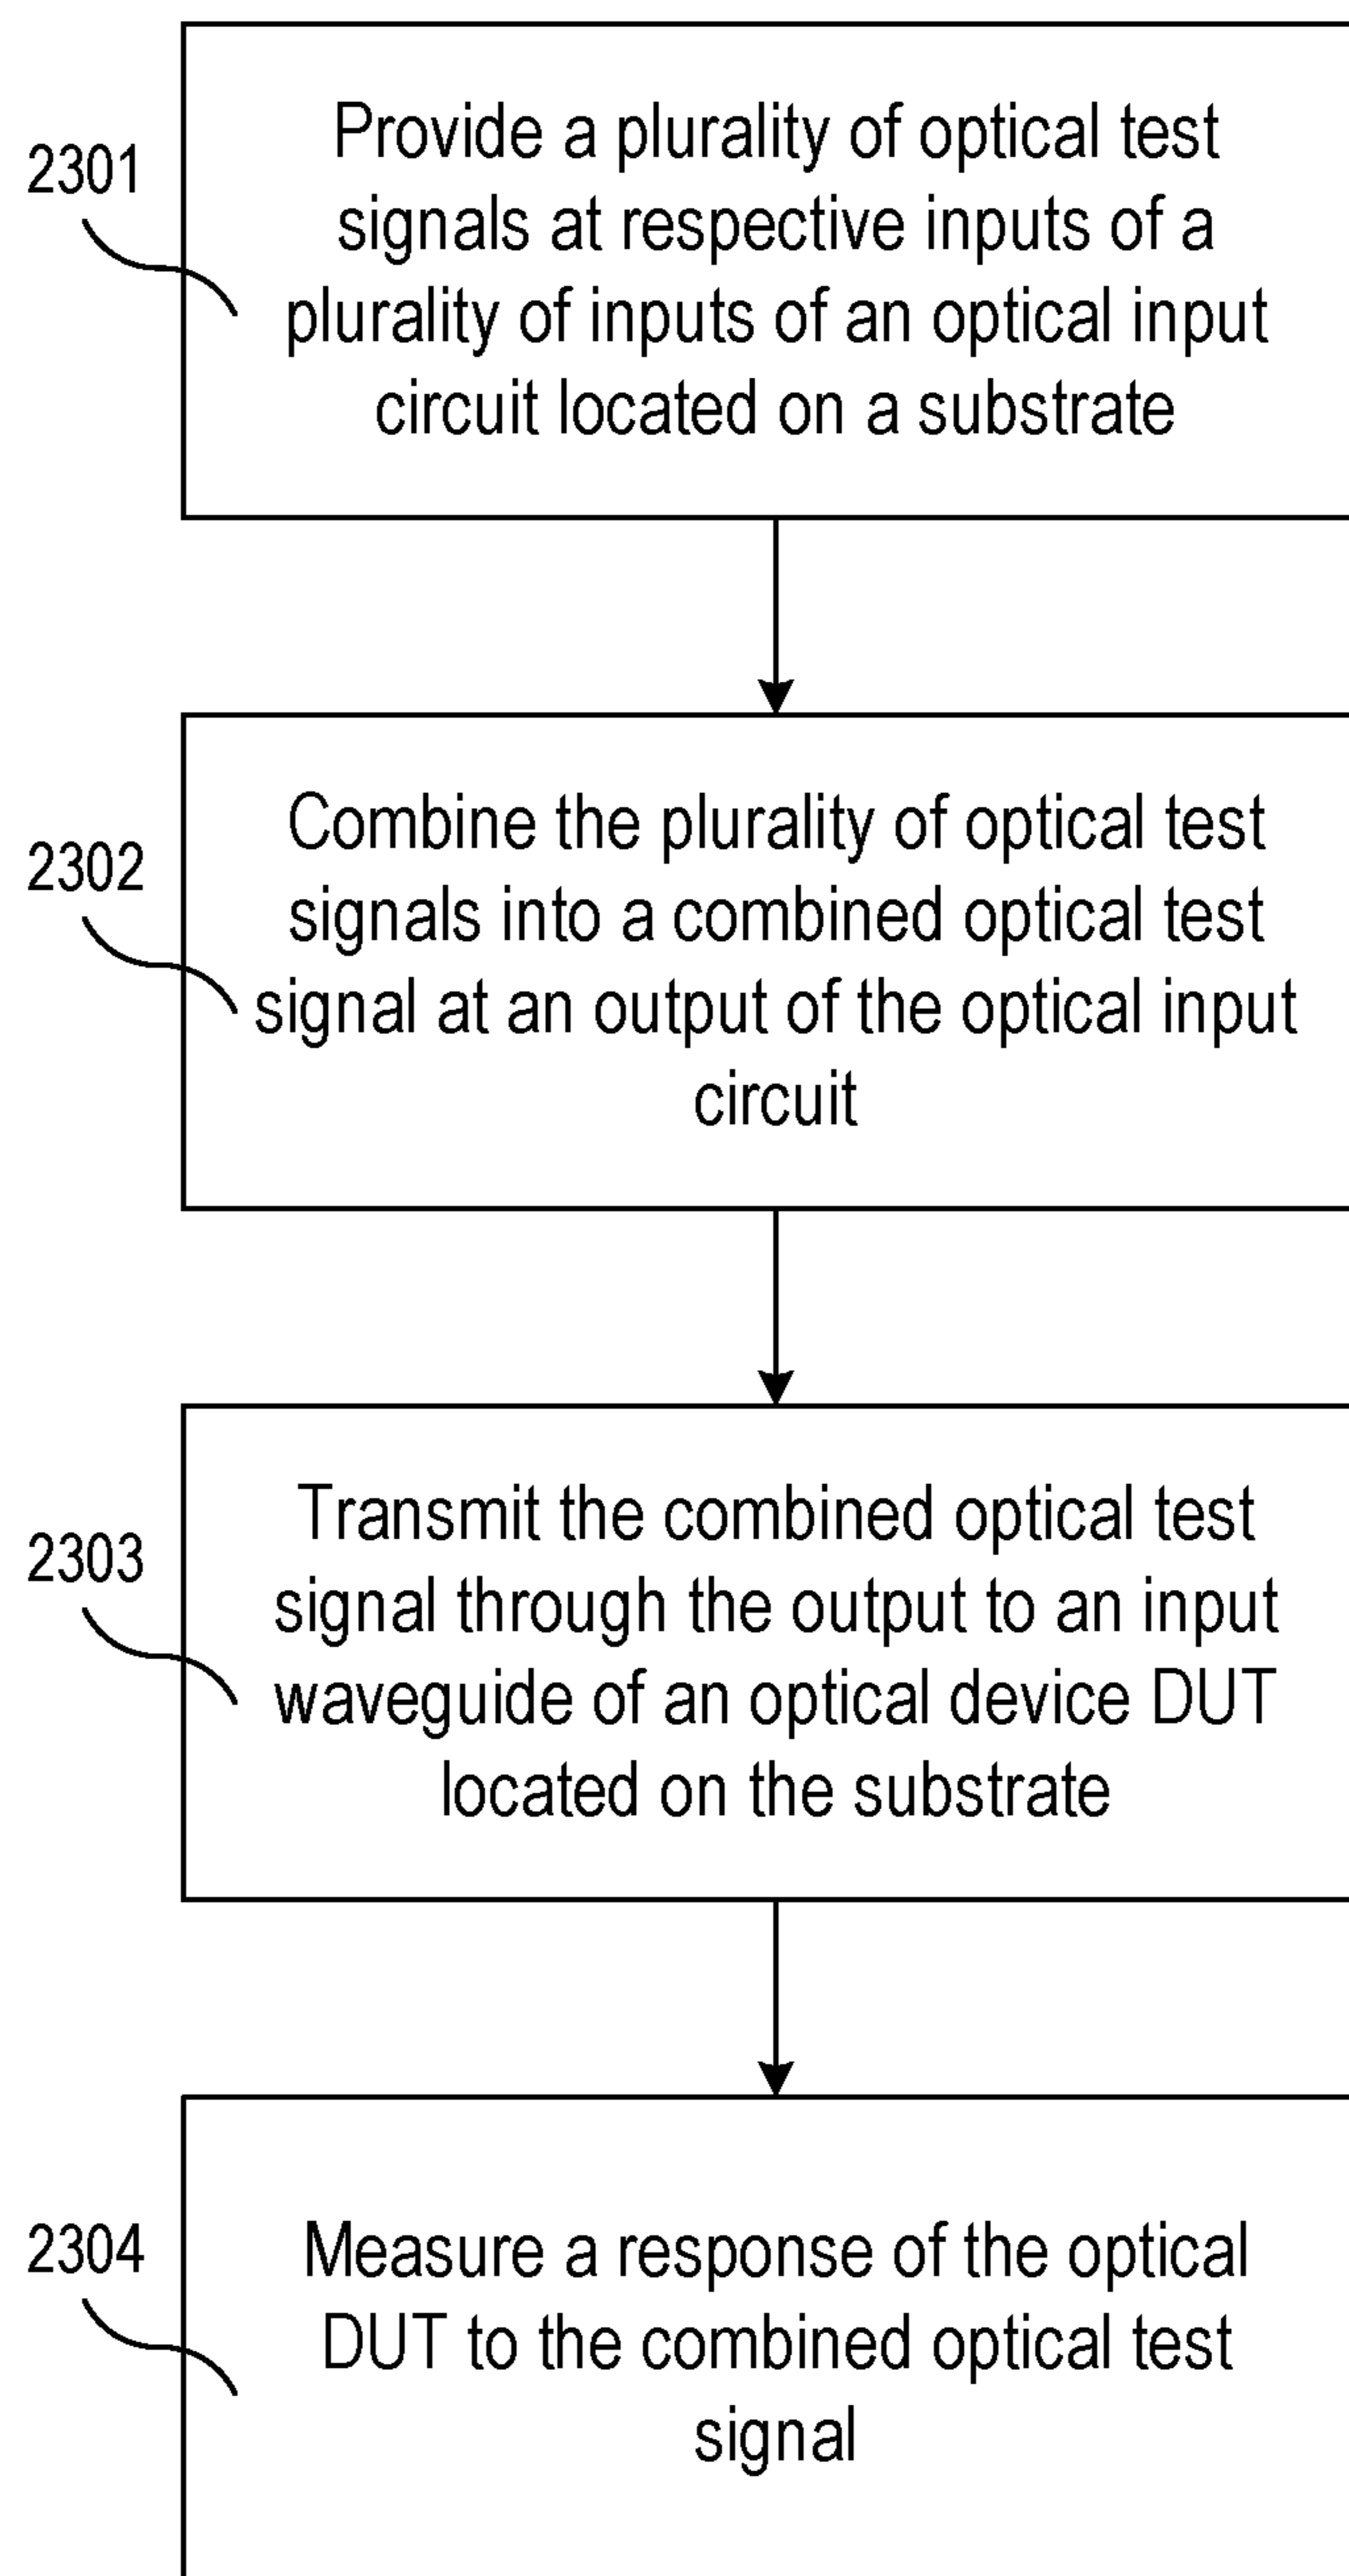 2301
Provide a plurality of optical test
signals at respective inputs of a
plurality of inputs of an optical input
circuit located on a substrate
2302
Combine the plurality of optical test
signals into a combined optical test
signal at an output of the optical input
circuit
2303
Transmit the combined optical test
signal through the output to an input
waveguide of an optical device DUT
located on the substrate
2304
Measure a response of the optical
DUT to the combined optical test
signal